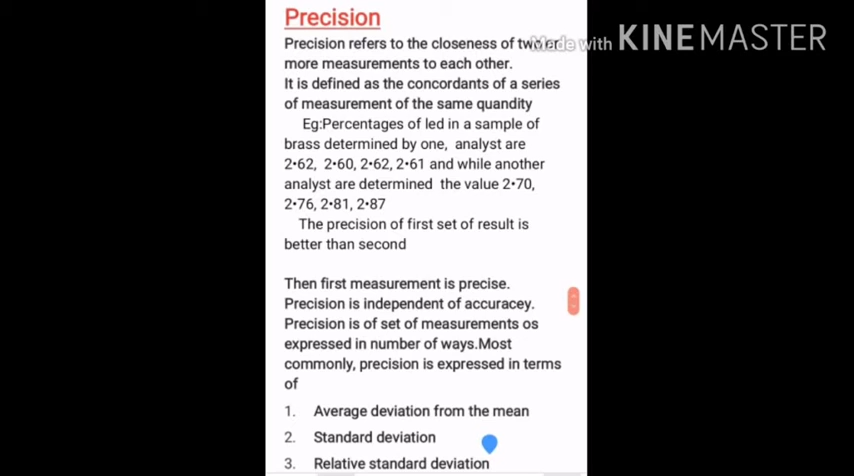 Precision
Made with KINEMASTER
Precision refers to the closeness of two or
more measurements to each other.
It is defined as the concordants of a series
of measurement of the same quandity
Eg:Percentages of led in a sample of
brass determined by one, analyst are
2•62, 2•60, 2•62, 2•61 and while another
analyst are determined the value 2•70,
2•76, 2•81, 2•87
The precision of first set of result is
better than second
Then first measurement is precise.
Precision is independent of accuracey.
Precision is of set of measurements os
expressed in number of ways.Most
commonly, precision is expressed in terms
of
1. Average deviation from the mean
2. Standard deviation
3. Relative standard deviation